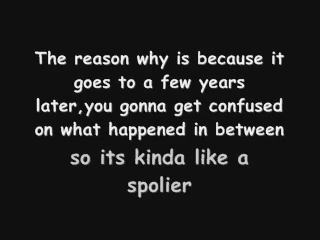 The reason why is because it
goes to a few years
later,you gonna get confused
on what happened in between
so its kinda like a
spolier